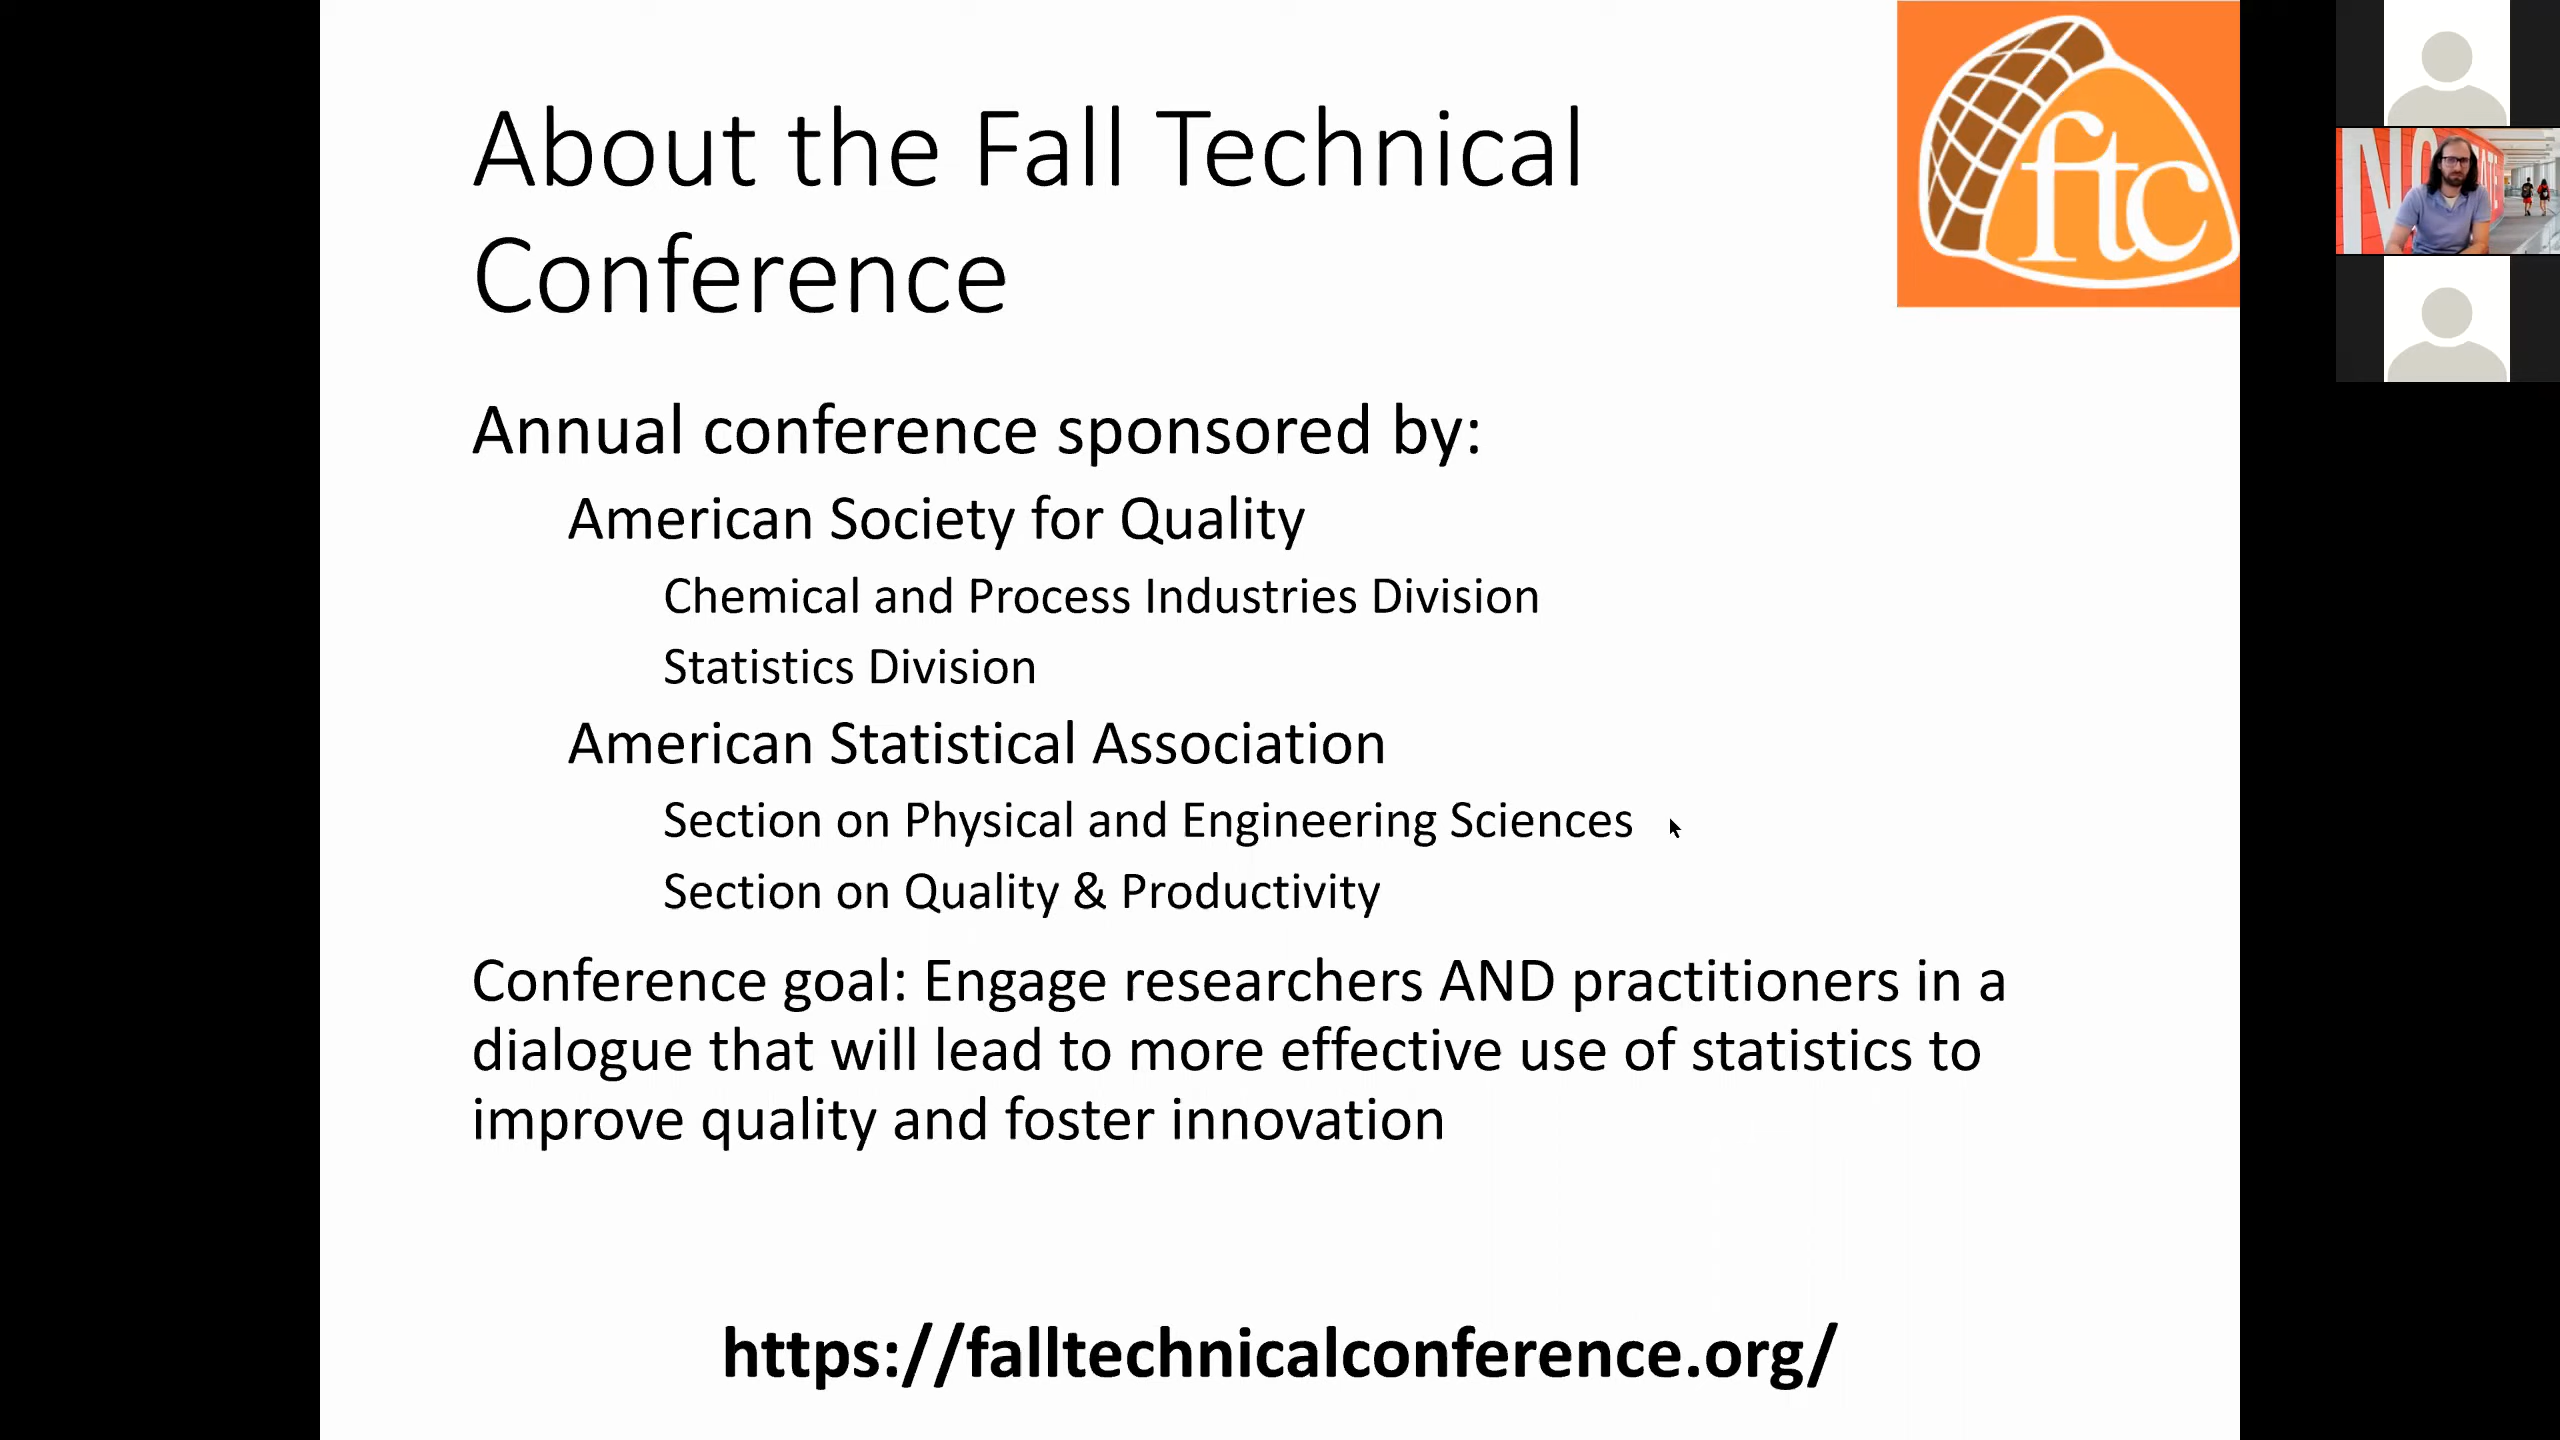 About the Fall Technical
Conference
ftc
Annual conference sponsored by:
American Society for Quality
Chemical and Process Industries Division
Statistics Division
American Statistical Association
Section on Physical and Engineering Sciences
Section on Quality & Productivity
Conference goal: Engage researchers AND practitioners in a
dialogue that will lead to more effective use of statistics to
improve quality and foster innovation
https://falltechnicalconference.org/